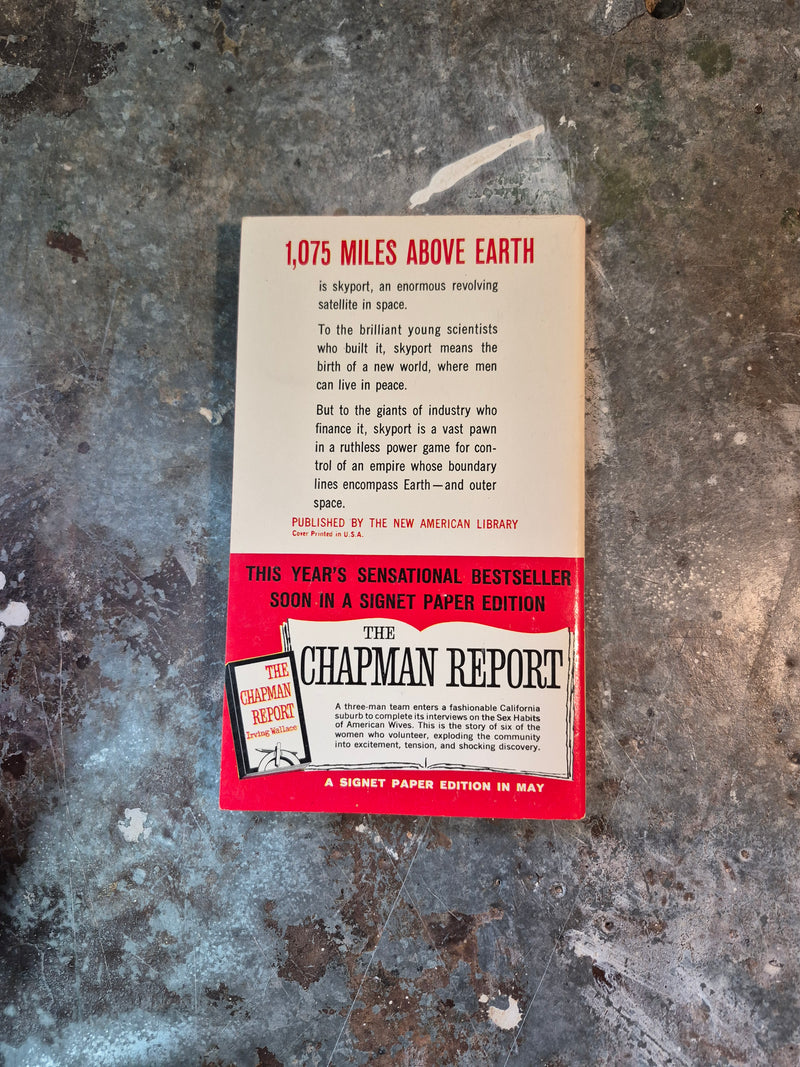 1,075 MILES ABOVE EARTH
is skyport, an enormous revolving
satellite in space.
To the brilliant young scientists
who built it, skyport means the
birth of a new world, where men
can live in peace.
But to the giants of industry who
finance it, skyport is a vast pawn
in a ruthless power game for con-
trol of an empire whose boundary
lines encompass Earth—and outer
space.
PUBLISHED BY THE NEW AMERICAN LIBRARY
Cover Printed in U.S.A.
THIS YEAR'S SENSATIONAL BESTSELLER
SOON IN A SIGNET PAPER EDITION
THE
CHAPMAN REPORT
THE
CHAPMAN
REPORT
Irving Wallace
A three-man team enters a fashionable California
suburb to complete its interviews on the Sex Habits
of American Wives. This is the story of six of the
women who volunteer, exploding the community
into excitement, tension, and shocking discovery.
A SIGNET PAPER EDITION IN MAY